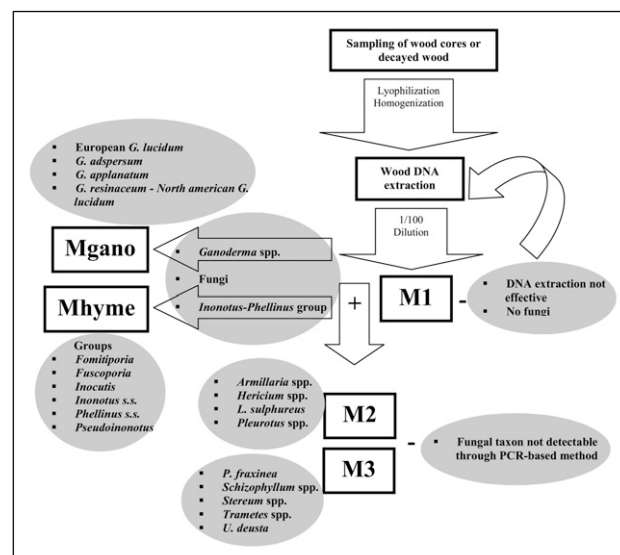 Sampling of wood cores or
decayed wood
Lyophilization
Homogenization
Wood DNA
extraction
1/100
Dilution
▪ European G. lucidum
▪ G. adspersum
▪ G. applanatum
▪ G. resinaceum - North american G.
lucidum
Mgano
▪ Ganoderma spp.
▪ Fungi
▪ Inonotus-Phellinus group
Mhyme
Groups
▪ Fomitiporia
▪ Fuscoporia
▪ Inocutis
▪ Inonotus s.s.
▪ Phellinus s.s.
▪ Pseudoinonotus
+
M1
-
▪ DNA extraction not
effective
▪ No fungi
▪ Armillaria spp.
▪ Hericium spp.
▪ L. sulphureus
▪ Pleurotus spp.
M2
M3
-
▪ Fungal taxon not detectable
through PCR-based method
▪ P. fraxinea
▪ Schizophyllum spp.
▪ Stereum spp.
▪ Trametes spp.
▪ U. deusta